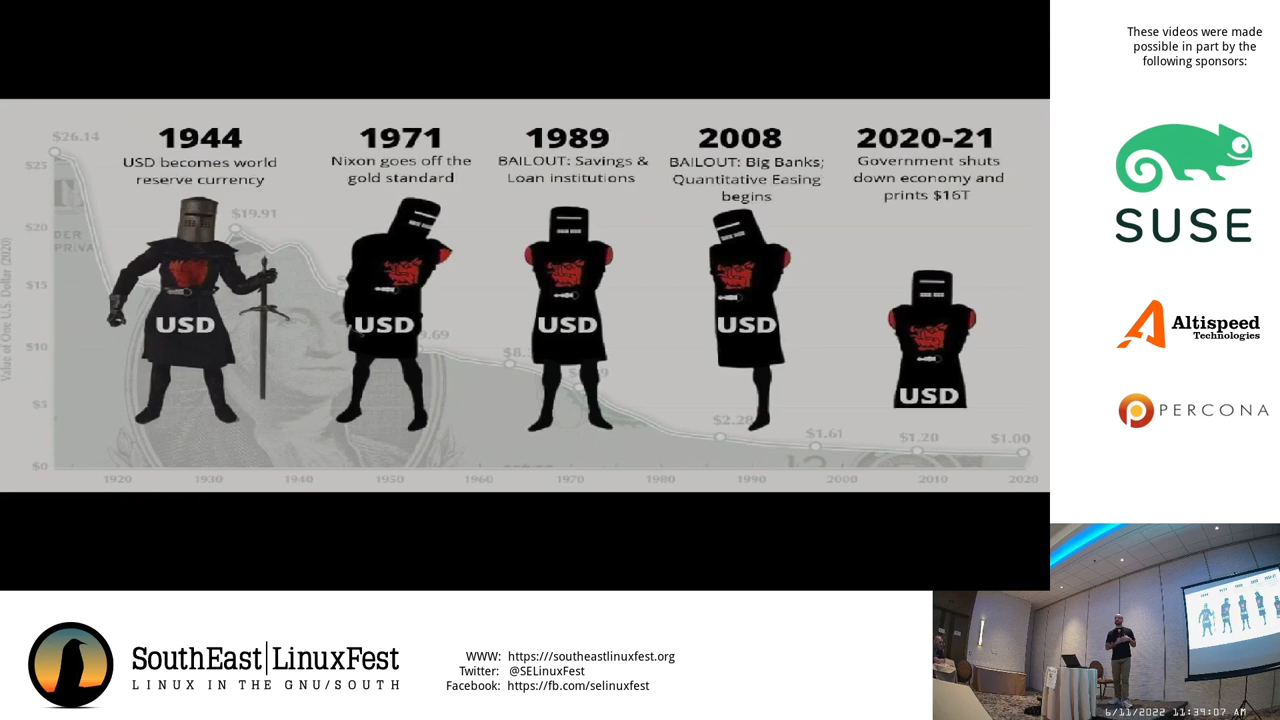 These videos were made
possible in part by the
following sponsors:
$26.14
1944
1971
1989
2008
2020-21
USD becomes world
reserve currency
Nixon goes off the
gold standard
BAILOUT: Savings &
Loan institutions
BAILOUT: Big Banks;
Quantitative Easing
begins
Government shuts
down economy and
prints $16T
$25
$20
$15
$10
$5
$0
Value of One U.S. Dollar (2020)
DER
PRIVA
$19.91
USD
USD
USD
USD
USD
$2.28
$1.61
$1.20
$1.00
1920
1930
1940
1950
1960
1970
1980
1990
2000
2010
2020
SUSE
Altispeed
Technologies
PERCONA
SouthEast|LinuxFest
LINUX IN THE GNU/SOUTH
WWW: https:///southeastlinuxfest.org
Twitter: @SELinuxFest
Facebook: https://fb.com/selinuxfest
6/11/2022 11:39:07 AM